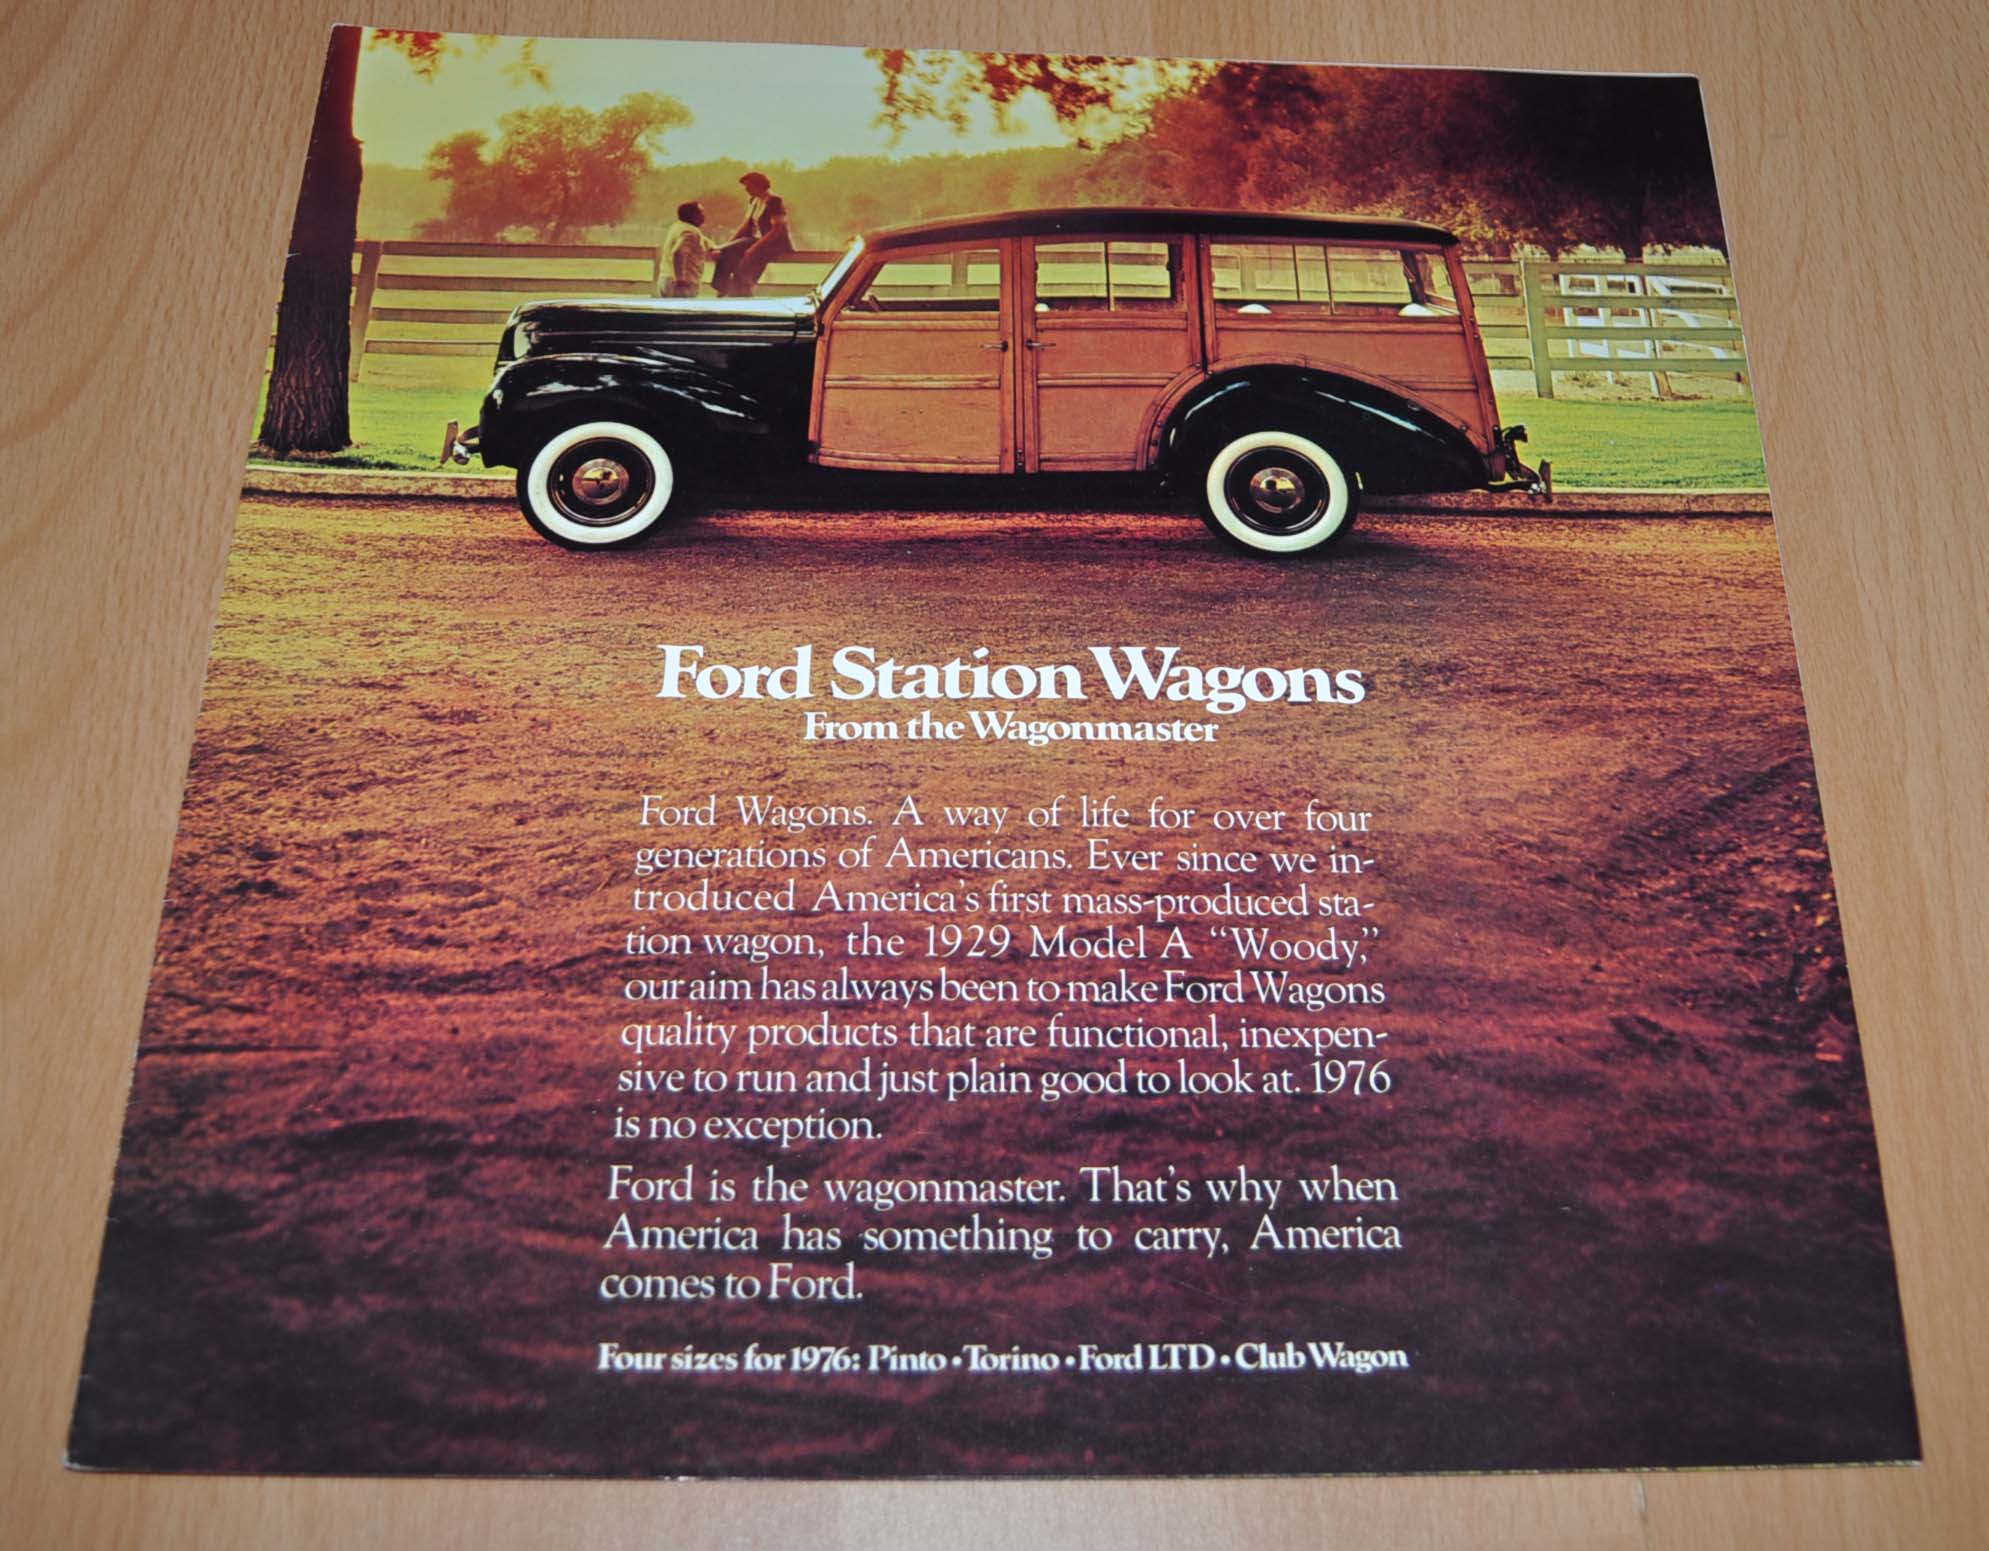 Ford Station Wagons
From the Wagonmaster
Ford Wagons. A way of life for over four
generations of Americans. Ever since we in-
troduced America's first mass-produced sta-
tion wagon, the 1929 Model A “Woody,”
our aim has always been to make Ford Wagons
quality products that are functional, inexpen-
sive to run and just plain good to look at. 1976
is no exception.
Ford is the wagonmaster. That's why when
America has something to carry, America
comes to Ford.
Four sizes for 1976: Pinto • Torino • Ford LTD • Club Wagon